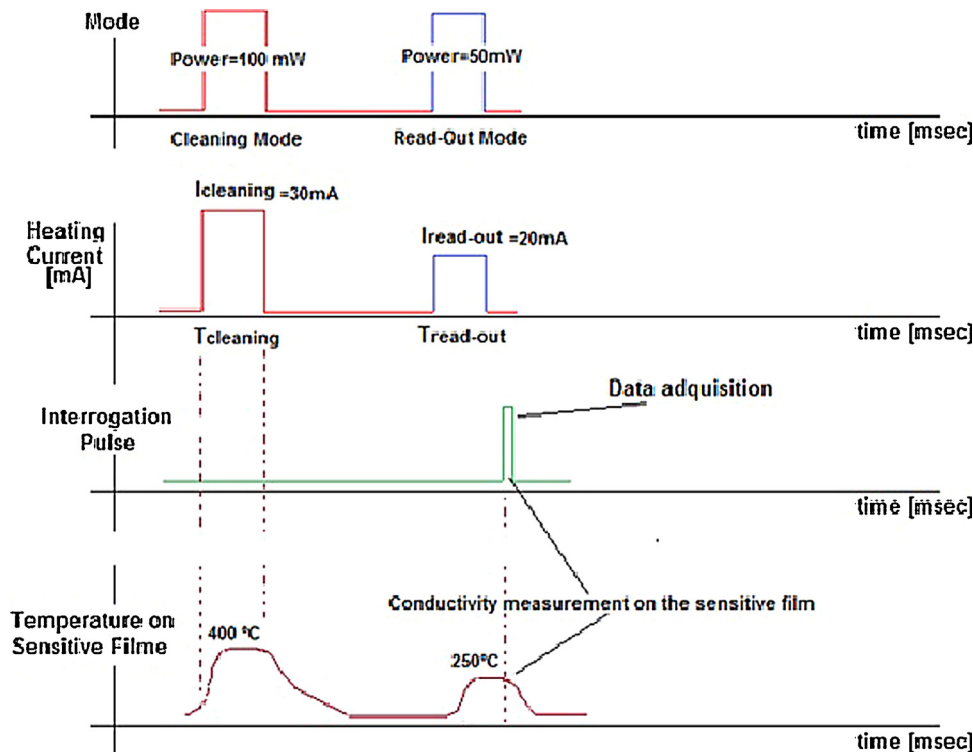 Mode
Power=100 mW
Power=50mW
time [msec]
Cleaning Mode
Read-Out Mode
Icleaning =30mA
Heating
Current
[mA]
Iread-out =20mA
time [msec]
Tcleaning
Tread-out
Data adquisition
Interrogation
Pulse
time [msec]
Conductivity measurement on the sensitive film
Temperature on
Sensitive Filme
400 ºC
250ºC
time [msec]